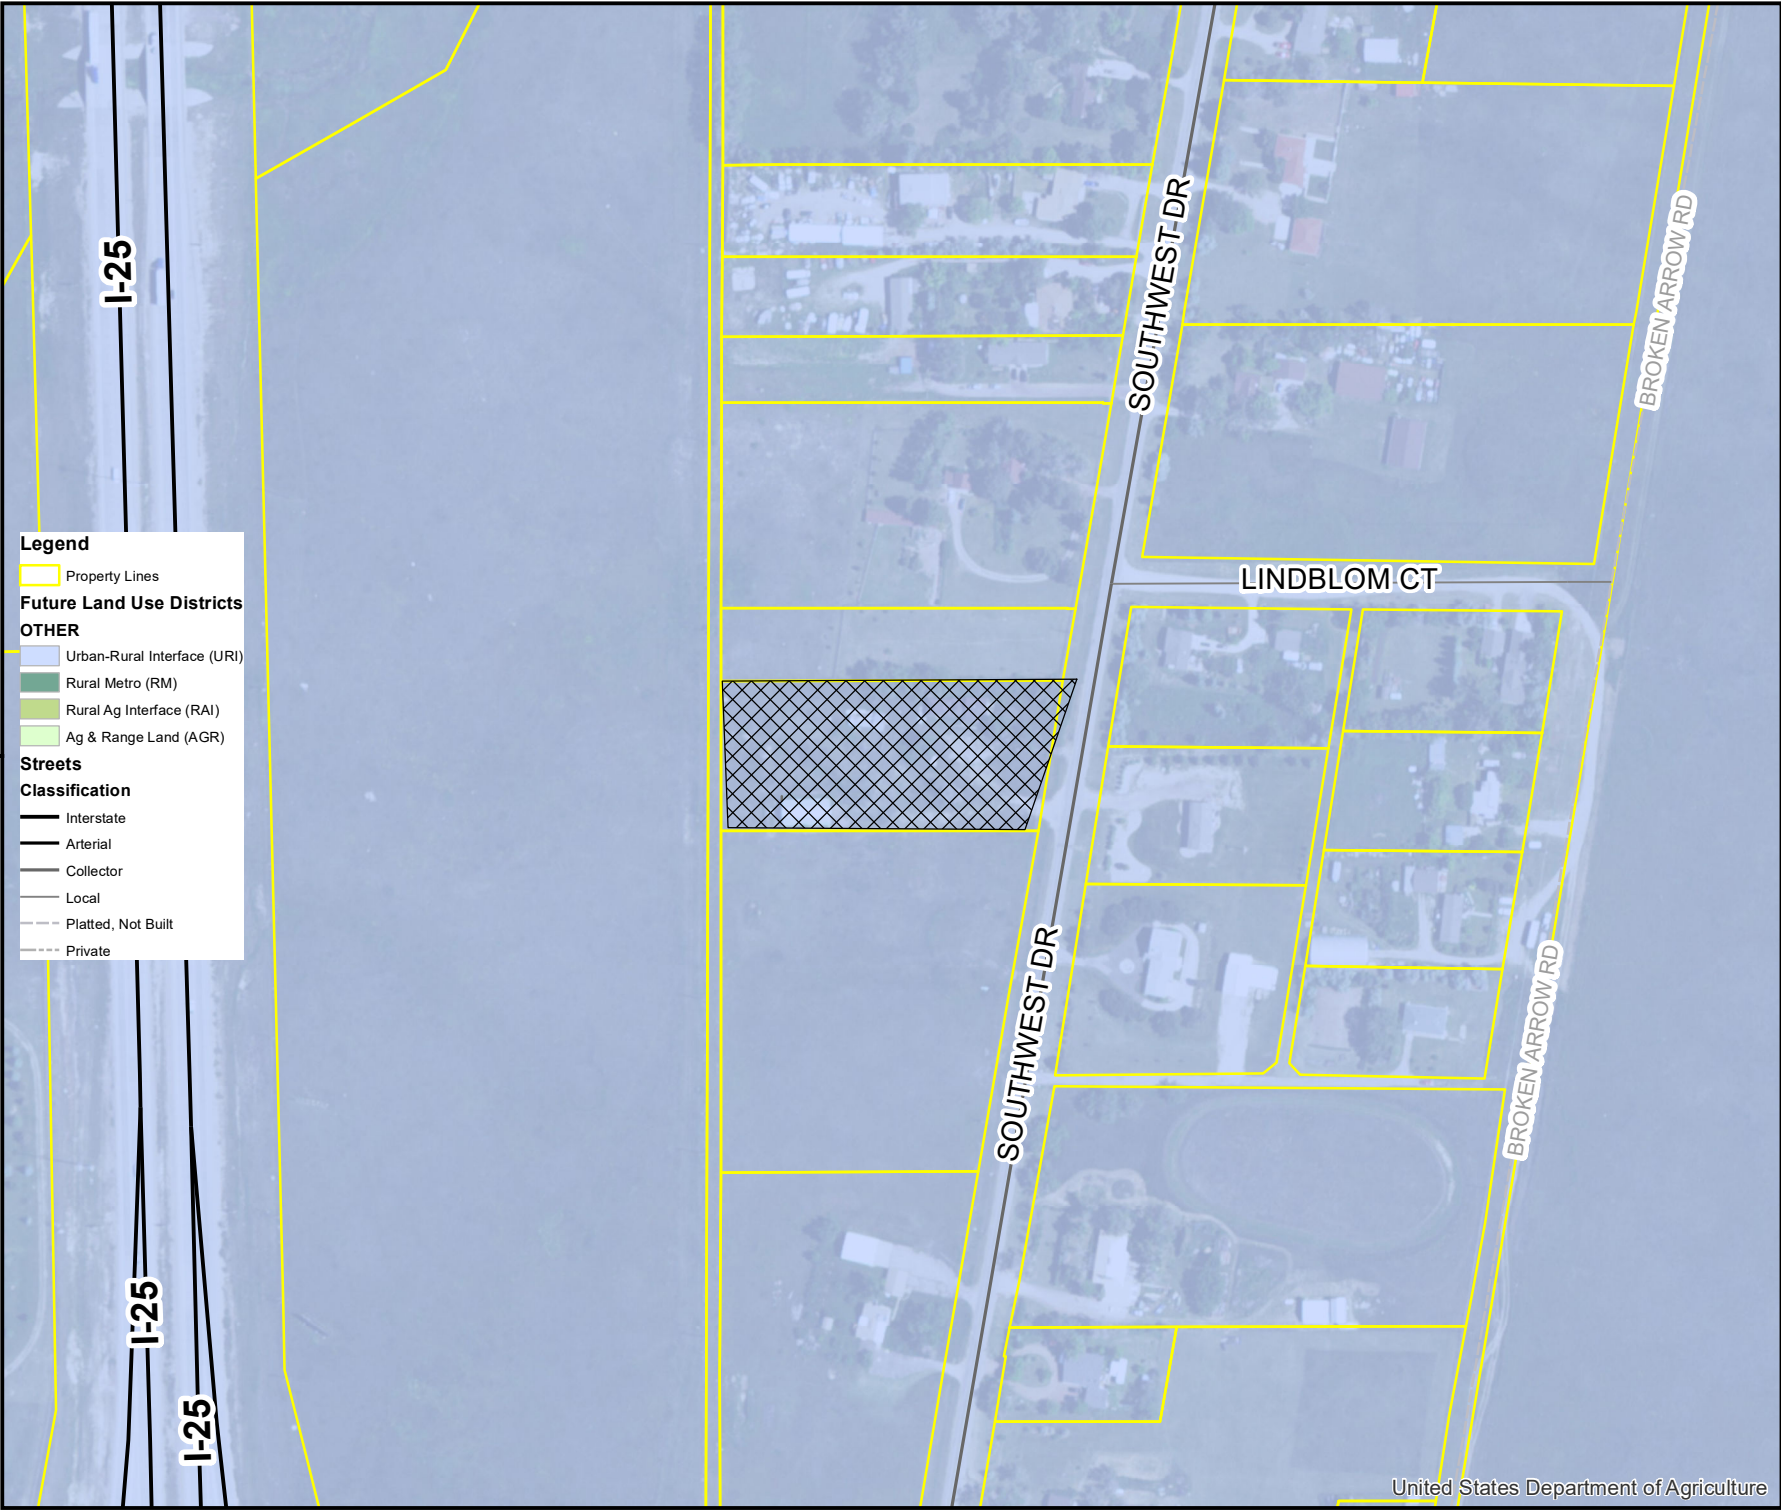 I-25
SOUTHWEST DR
BROKEN ARROW RD
LINDBLOM CT
Legend
Property Lines
Future Land Use Districts
OTHER
Urban-Rural Interface (URI)
Rural Metro (RM)
Rural Ag Interface (RAI)
Ag & Range Land (AGR)
Streets
Classification
Interstate
Arterial
Collector
Local
Platted, Not Built
Private
SOUTHWEST DR
BROKEN ARROW RD
I-25
I-25
United States Department of Agriculture